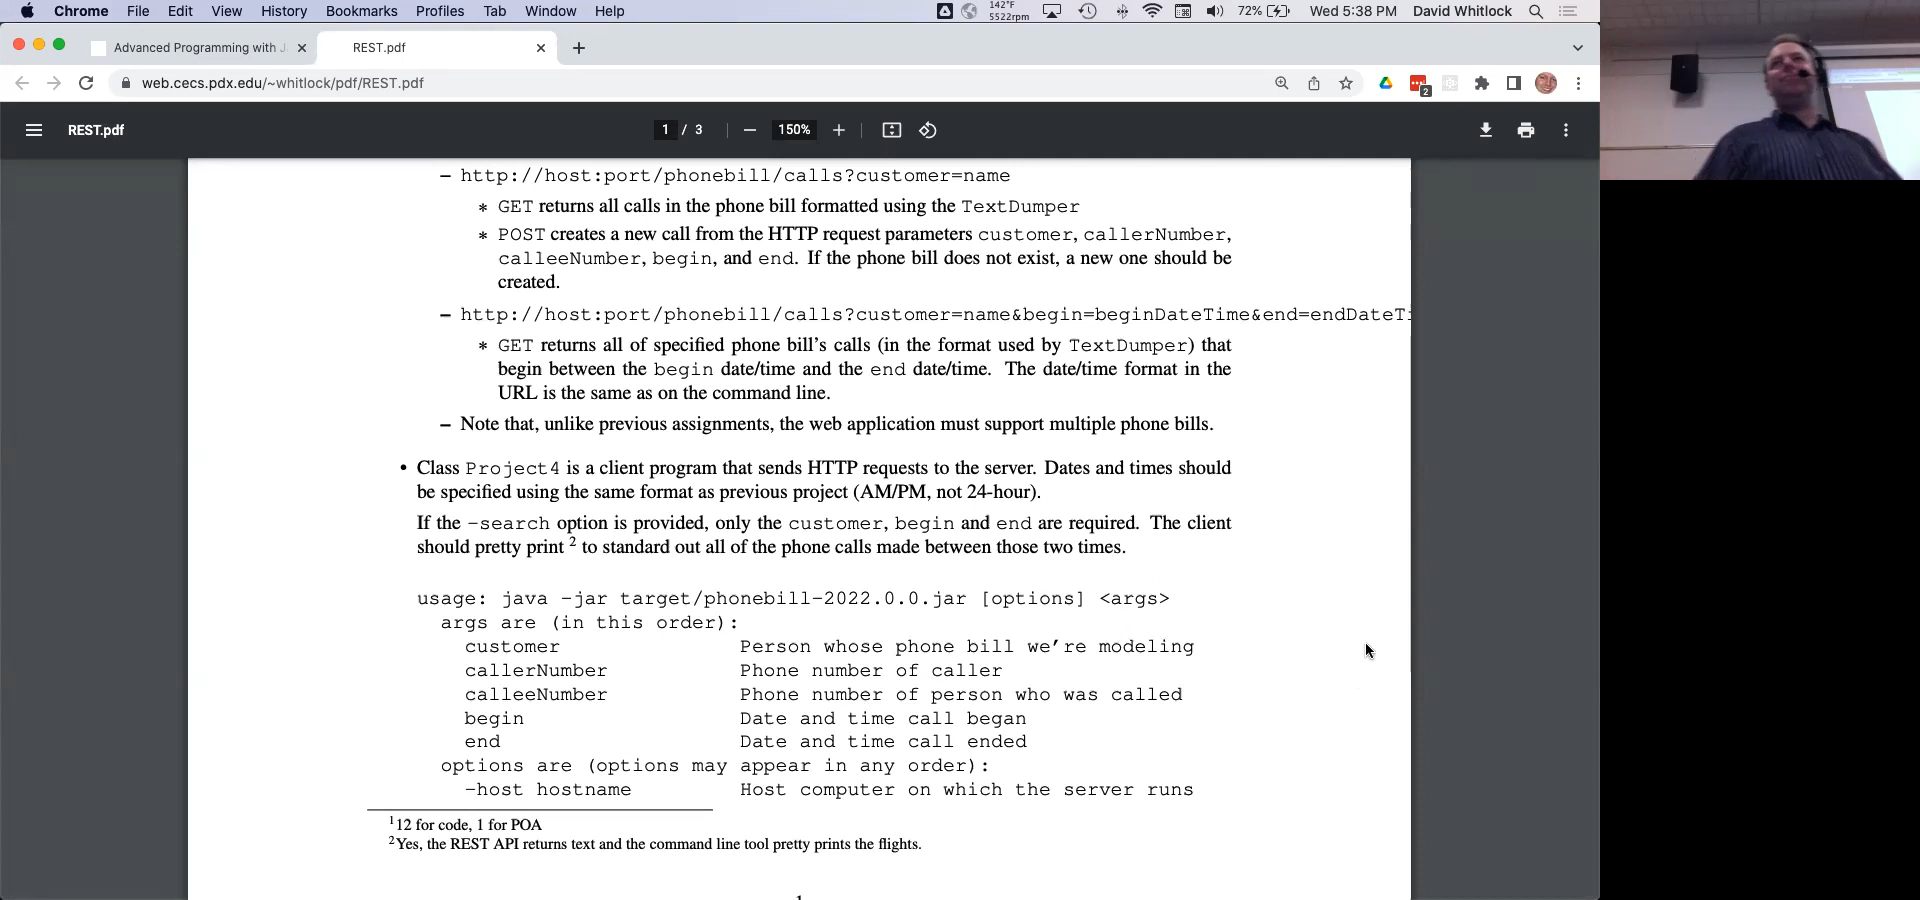 Chrome File Edit View History Bookmarks Profiles Tab Window Help 142°F 5522rpm 72% Wed 5:38 PM David Whitlock
Advanced Programming with J
REST.pdf
web.cecs.pdx.edu/~whitlock/pdf/REST.pdf
2
REST.pdf
1 / 3
150%
– http://host:port/phonebill/calls?customer=name
* GET returns all calls in the phone bill formatted using the TextDumper
* POST creates a new call from the HTTP request parameters customer, callerNumber,
calleeNumber, begin, and end. If the phone bill does not exist, a new one should be
created.
– http://host:port/phonebill/calls?customer=name&begin=beginDateTime&end=endDateTi
* GET returns all of specified phone bill's calls (in the format used by TextDumper) that
begin between the begin date/time and the end date/time. The date/time format in the
URL is the same as on the command line.
– Note that, unlike previous assignments, the web application must support multiple phone bills.
• Class Project4 is a client program that sends HTTP requests to the server. Dates and times should
be specified using the same format as previous project (AM/PM, not 24-hour).
If the -search option is provided, only the customer, begin and end are required. The client
should pretty print 2 to standard out all of the phone calls made between those two times.
usage: java -jar target/phonebill-2022.0.0.jar [options] <args>
args are (in this order):
customer Person whose phone bill we're modeling
callerNumber Phone number of caller
calleeNumber Phone number of person who was called
begin Date and time call began
end Date and time call ended
options are (options may appear in any order):
-host hostname Host computer on which the server runs
1 12 for code, 1 for POA
2 Yes, the REST API returns text and the command line tool pretty prints the flights.
1